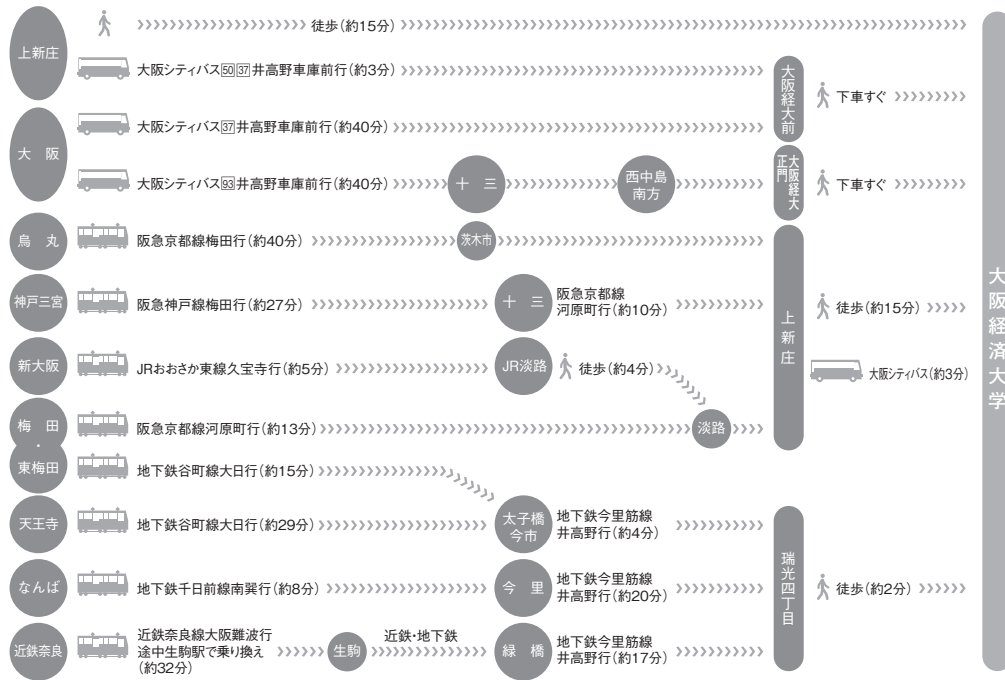 上新庄
徒歩(約15分)
大阪シティバス50 37井高野車庫前行(約3分)
大阪経大前
下車すぐ
大阪
大阪シティバス37井高野車庫前行(約40分)
大阪シティバス93井高野車庫前行(約40分)
十三
西中島
南方
大阪経大
正門
下車すぐ
烏丸
阪急京都線梅田行(約40分)
茨木市
神戸三宮
阪急神戸線梅田行(約27分)
十三
阪急京都線
河原町行(約10分)
上新庄
徒歩(約15分)
新大阪
JRおおさか東線久宝寺行(約5分)
JR淡路
徒歩(約4分)
大阪シティバス(約3分)
梅田
・
東梅田
阪急京都線河原町行(約13分)
淡路
地下鉄谷町線大日行(約15分)
天王寺
地下鉄谷町線大日行(約29分)
太子橋
今市
地下鉄今里筋線
井高野行(約4分)
なんば
地下鉄千日前線南巽行(約8分)
今里
地下鉄今里筋線
井高野行(約20分)
瑞光四丁目
徒歩(約2分)
近鉄奈良
近鉄奈良線大阪難波行
途中生駒駅で乗り換え
(約32分)
生駒
近鉄・地下鉄
緑橋
地下鉄今里筋線
井高野行(約17分)
大阪経済大学